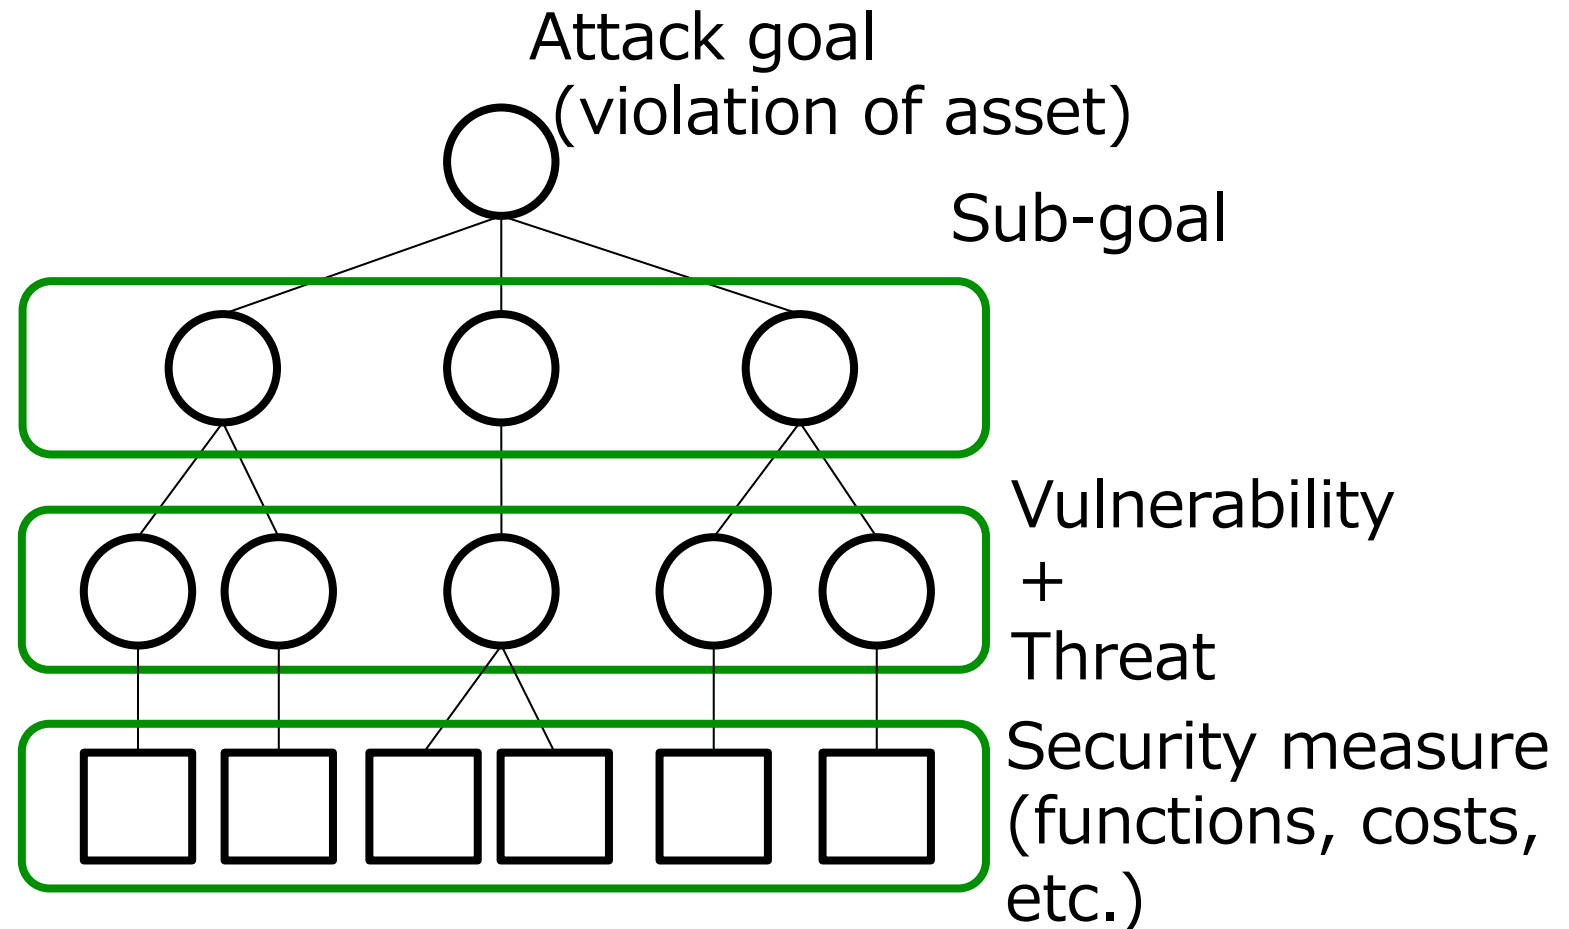 Attack goal
(violation of asset)
Sub-goal
Vulnerability
+
Threat
Security measure
(functions, costs,
etc.)